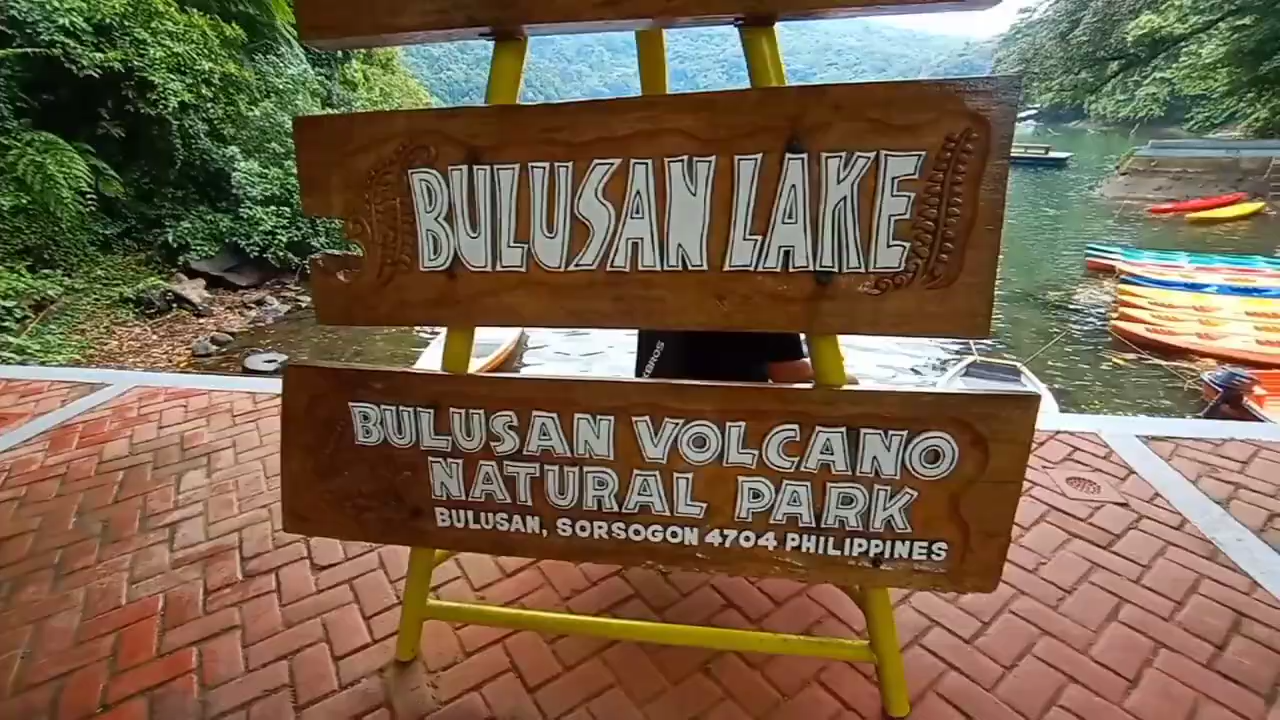 BULUSAN LAKE
BULUSAN VOLCANO
NATURAL PARK
BULUSAN, SORSOGON 4704 PHILIPPINES